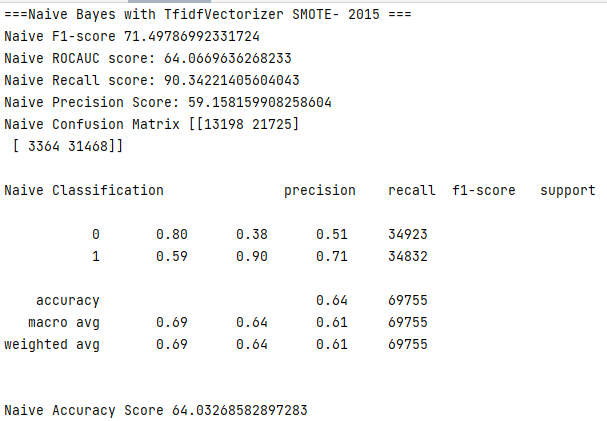 ===Naive Bayes with TfidfVectorizer SMOTE- 2015 ===
Naive F1-score 71.49786992331724
Naive ROCAUC score: 64.0669636268233
Naive Recall score: 90.34221405604043
Naive Precision Score: 59.158159908258604
Naive Confusion Matrix [[13198 21725]
[ 3364 31468]]
Naive Classification precision recall f1-score support
0 0.80 0.38 0.51 34923
1 0.59 0.90 0.71 34832
accuracy 0.64 69755
macro avg 0.69 0.64 0.61 69755
weighted avg 0.69 0.64 0.61 69755
Naive Accuracy Score 64.03268582897283